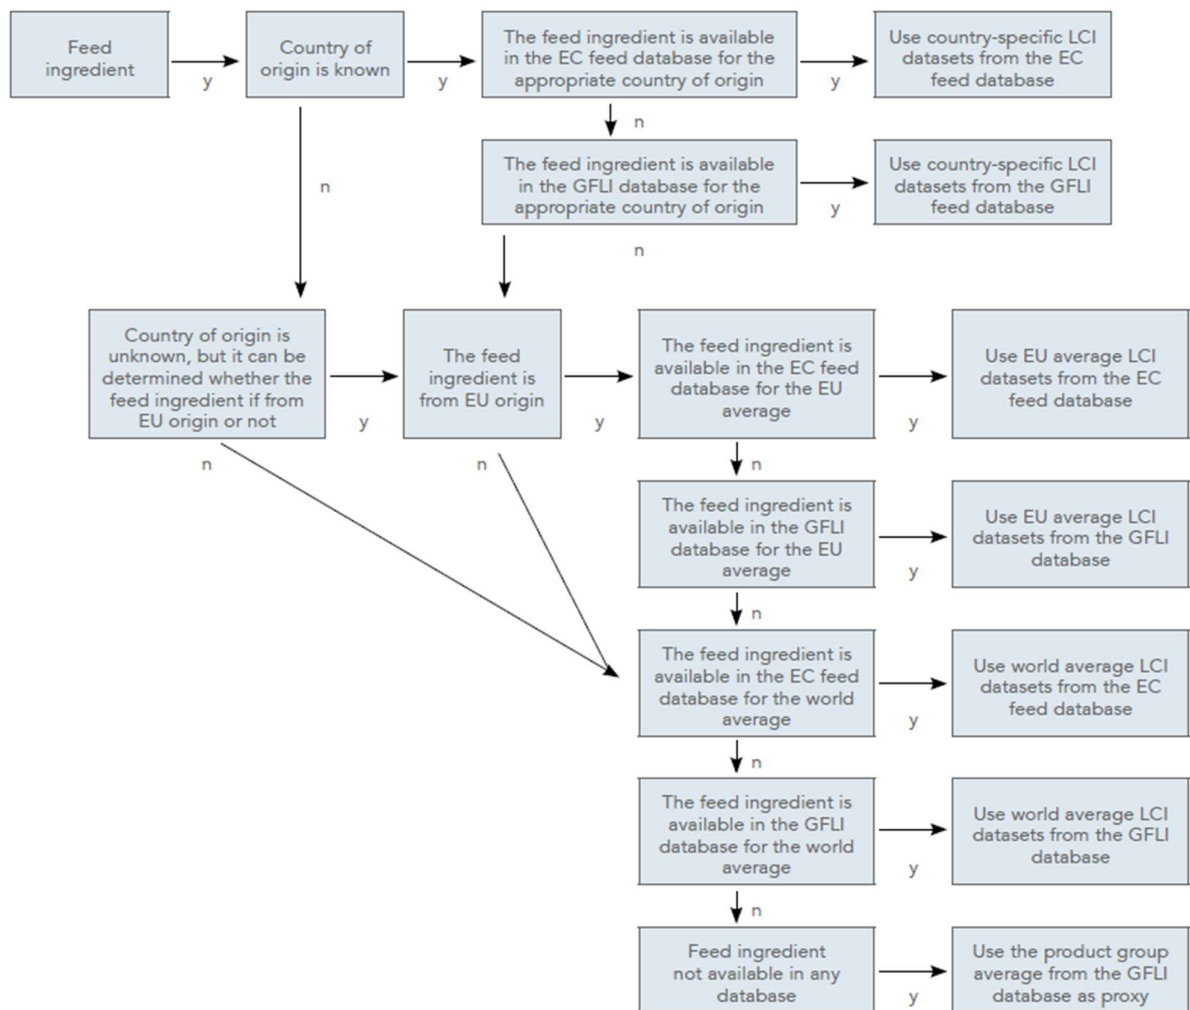 Feed
ingredient
y
Country of
origin is known
y
The feed ingredient is available
in the EC feed database for the
appropriate country of origin
y
Use country-specific LCI
datasets from the EC
feed database
n
n
The feed ingredient is available
in the GFLI database for the
appropriate country of origin
y
Use country-specific LCI
datasets from the GFLI
feed database
n
Country of origin is
unknown, but it can be
determined whether the
feed ingredient if from
EU origin or not
y
n
The feed
ingredient is
from EU origin
y
n
The feed ingredient is
available in the EC feed
database for the EU
average
y
Use EU average LCI
datasets from the EC
feed database
n
The feed ingredient is
available in the GFLI
database for the EU
average
y
Use EU average LCI
datasets from the GFLI
database
n
The feed ingredient is
available in the EC feed
database for the world
average
y
Use world average LCI
datasets from the EC
feed database
n
The feed ingredient is
available in the GFLI
database for the world
average
y
Use world average LCI
datasets from the GFLI
database
n
Feed ingredient
not available in any
database
y
Use the product group
average from the GFLI
database as proxy